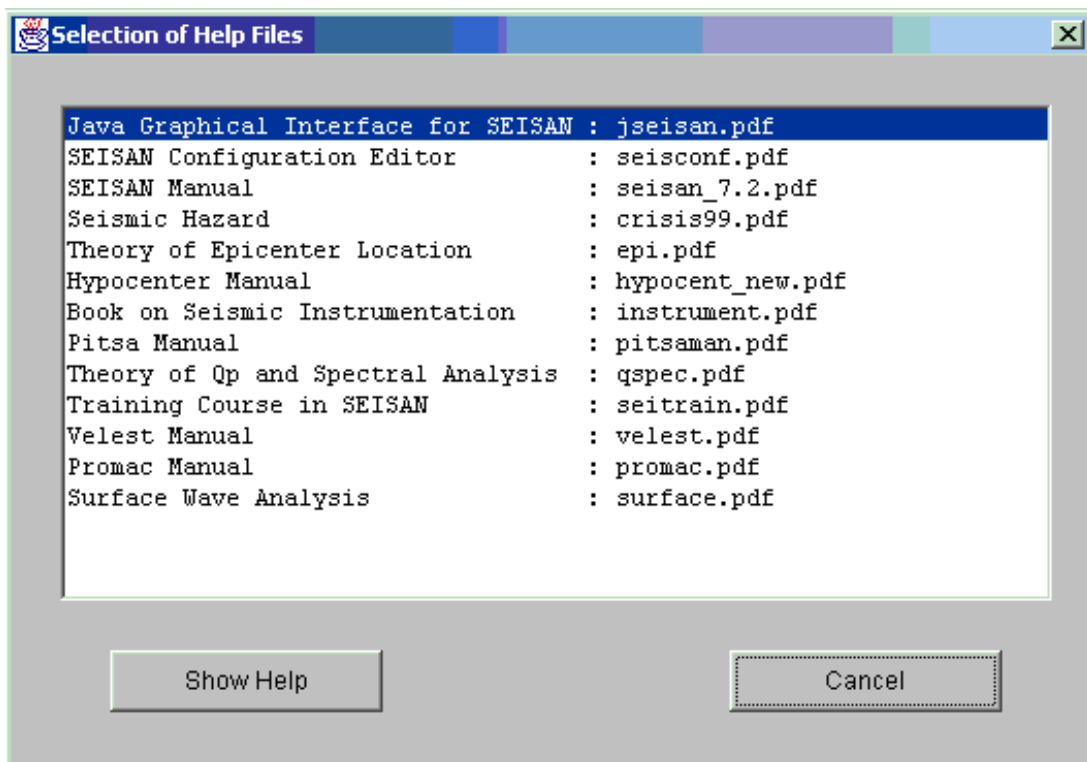 Selection of Help Files
Java Graphical Interface for SEISAN : jseisan.pdf
SEISAN Configuration Editor : seisconf.pdf
SEISAN Manual : seisan_7.2.pdf
Seismic Hazard : crisis99.pdf
Theory of Epicenter Location : epi.pdf
Hypocenter Manual : hypocent_new.pdf
Book on Seismic Instrumentation : instrument.pdf
Pitsa Manual : pitsaman.pdf
Theory of Qp and Spectral Analysis : qspec.pdf
Training Course in SEISAN : seitrain.pdf
Velest Manual : velest.pdf
Promac Manual : promac.pdf
Surface Wave Analysis : surface.pdf
Show Help Cancel